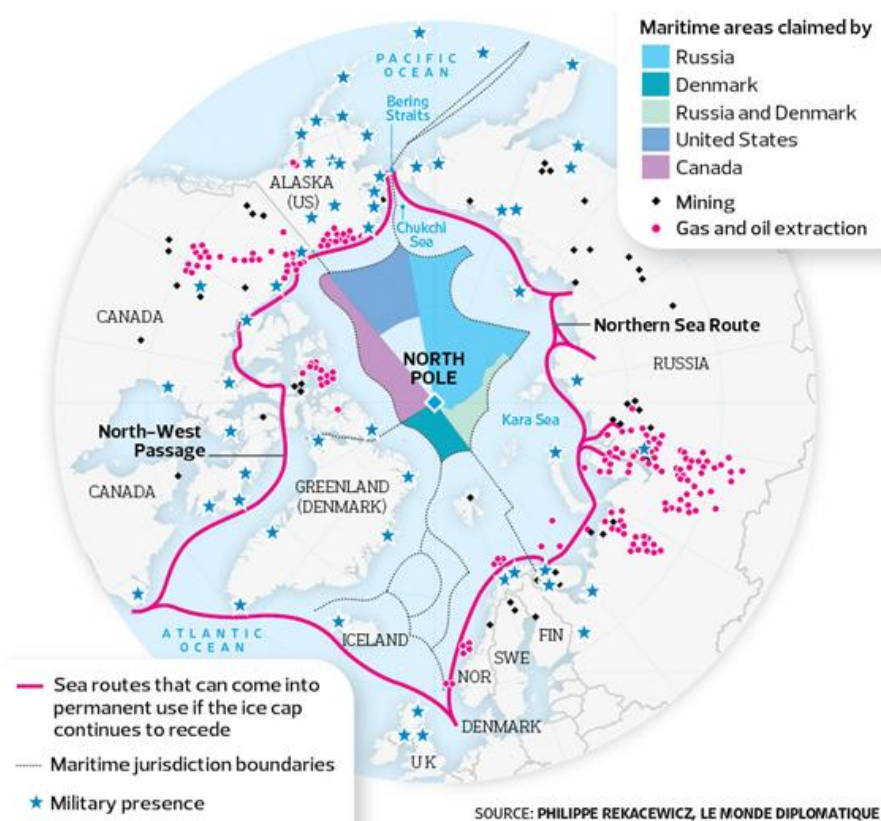 Maritime areas claimed by
Russia
Denmark
Russia and Denmark
United States
Canada
Mining
Gas and oil extraction
PACIFIC
OCEAN
Bering
Straits
ALASKA
(US)
Chukchi
Sea
CANADA
NORTH
POLE
Northern Sea Route
RUSSIA
Kara Sea
North-West
Passage
CANADA
GREENLAND
(DENMARK)
ATLANTIC
OCEAN
ICELAND
FIN
SWE
NOR
DENMARK
UK
Sea routes that can come into
permanent use if the ice cap
continues to recede
Maritime jurisdiction boundaries
Military presence
SOURCE: PHILIPPE REKACEWICZ, LE MONDE DIPLOMATIQUE